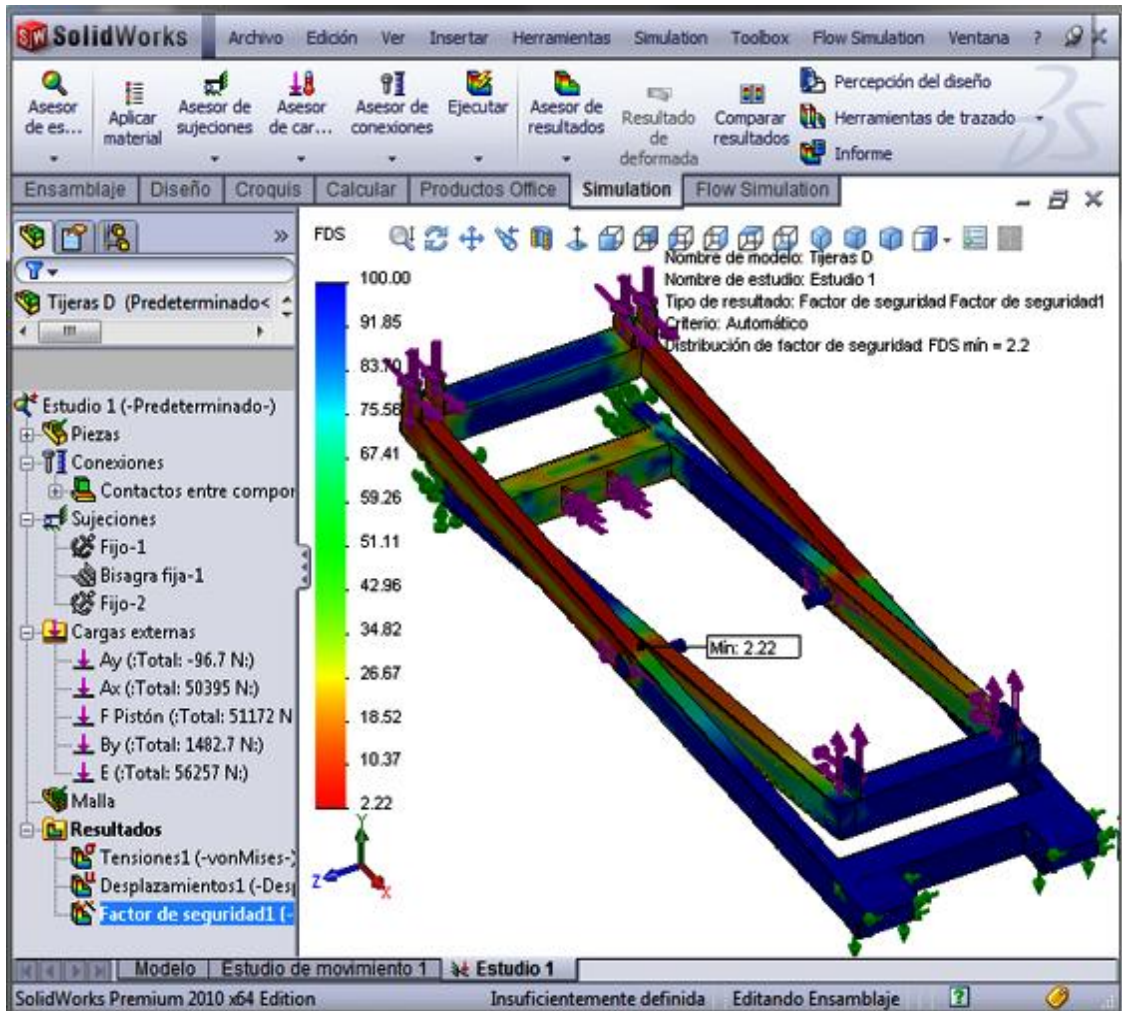 SolidWorks Archivo Edición Ver Insertar Herramientas Simulation Toolbox Flow Simulation Ventana ?
Asesor de es...
Aplicar material
Asesor de sujeciones
Asesor de car...
Asesor de conexiones
Ejecutar
Asesor de resultados
Resultado de deformada
Comparar resultados
Percepción del diseño
Herramientas de trazado
Informe
Ensamblaje Diseño Croquis Calcular Productos Office Simulation Flow Simulation
Tijeras D (Predeterminado<
Estudio 1 (-Predeterminado-)
Piezas
Conexiones
Contactos entre compor
Sujeciones
Fijo-1
Bisagra fija-1
Fijo-2
Cargas externas
Ay (:Total: -96.7 N:)
Ax (:Total: 50395 N:)
F Pistón (:Total: 51172 N
By (:Total: 1482.7 N:)
E (:Total: 56257 N:)
Malla
Resultados
Tensiones1 (-vonMises-)
Desplazamientos1 (-Desp
Factor de seguridad1 (-
FDS
100.00
91.85
83.70
75.56
67.41
59.26
51.11
42.96
34.82
26.67
18.52
10.37
2.22
Nombre de modelo: Tijeras D
Nombre de estudio: Estudio 1
Tipo de resultado: Factor de seguridad Factor de seguridad1
Criterio: Automático
Distribución de factor de seguridad: FDS mín = 2.2
Mín: 2.22
Y
Z
X
Modelo Estudio de movimiento 1 Estudio 1
SolidWorks Premium 2010 x64 Edition Insuficientemente definida Editando Ensamblaje ?